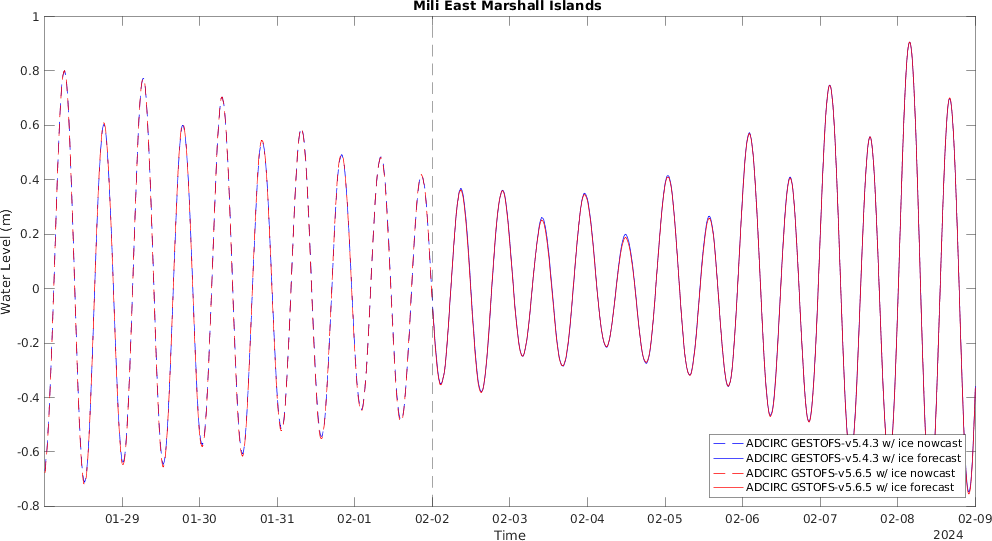 Mili East Marshall Islands
1
0.8
0.6
0.4
0.2
0
-0.2
-0.4
-0.6
-0.8
Water Level (m)
ADCIRC GESTOFS-v5.4.3 w/ ice nowcast
ADCIRC GESTOFS-v5.4.3 w/ ice forecast
ADCIRC GSTOFS-v5.6.5 w/ ice nowcast
ADCIRC GSTOFS-v5.6.5 w/ ice forecast
01-29 01-30 01-31 02-01 02-02 02-03 02-04 02-05 02-06 02-07 02-08 02-09
Time
2024